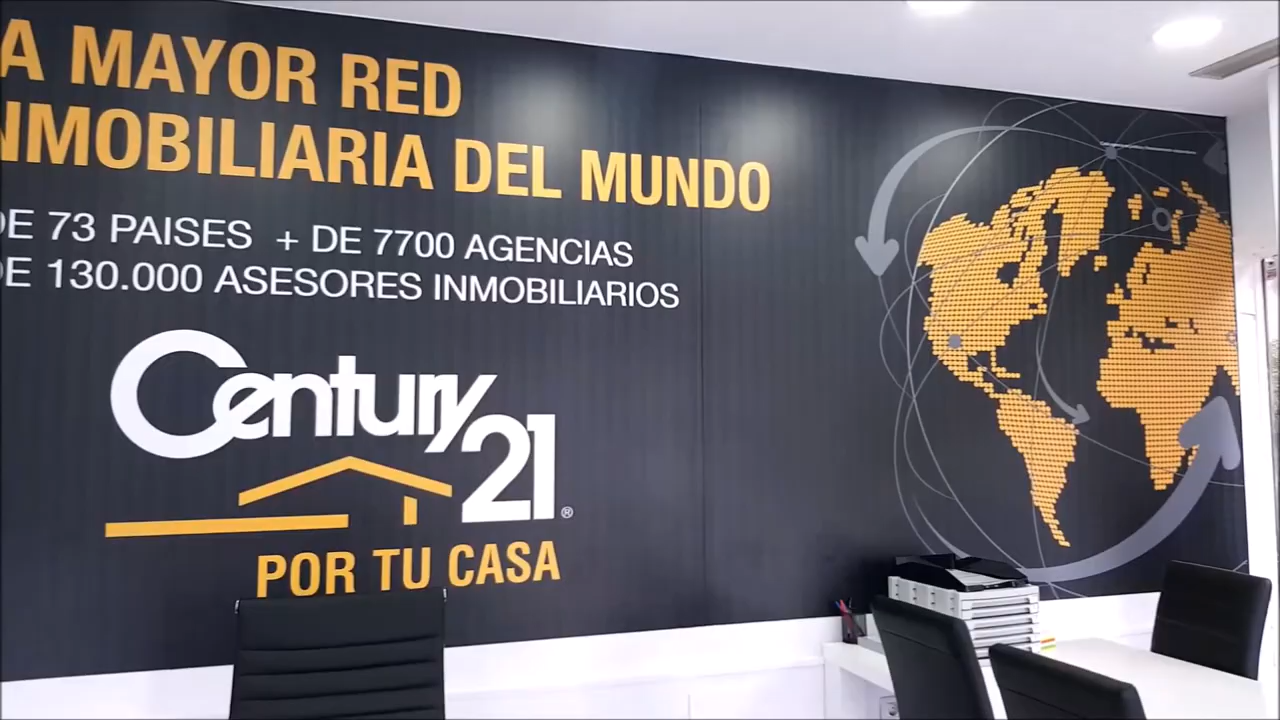 A MAYOR RED
NMOBILIARIA DEL MUNDO
DE 73 PAISES + DE 7700 AGENCIAS
DE 130.000 ASESORES INMOBILIARIOS
Century
21®
POR TU CASA